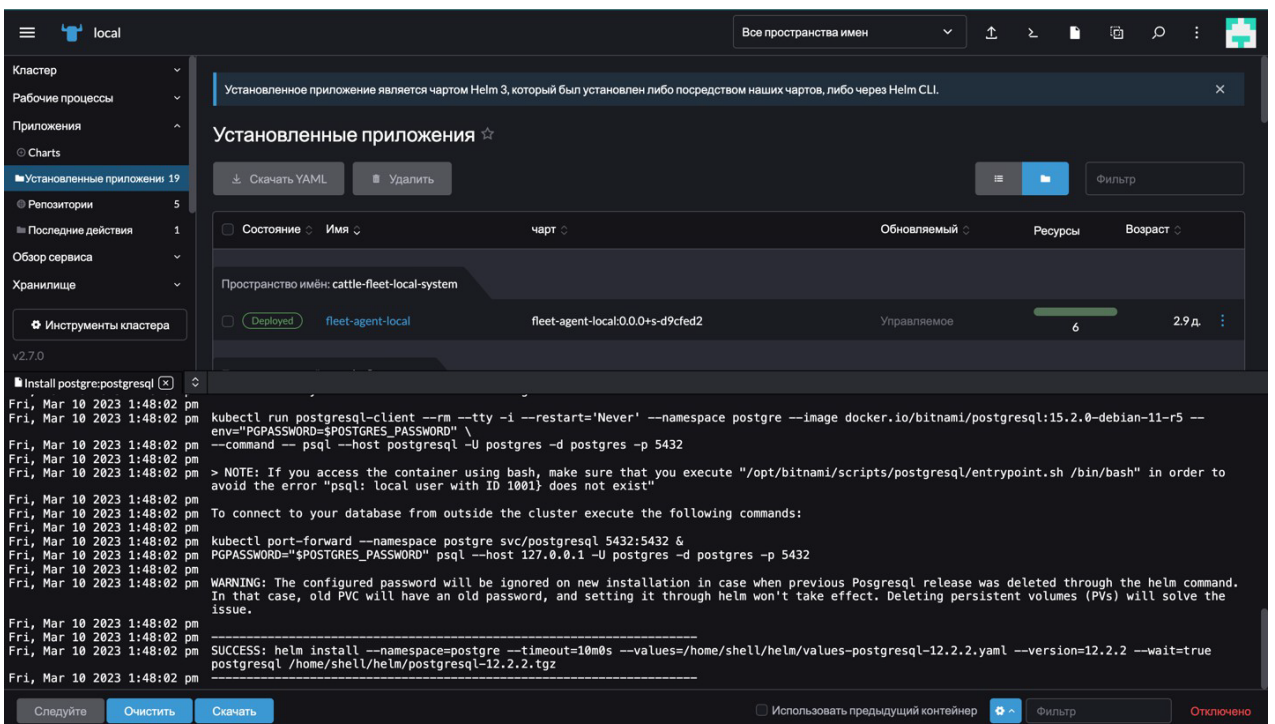 local
Все пространства имен
Кластер
Рабочие процессы
Приложения
Charts
Установленные приложения 19
Репозитории 5
Последние действия 1
Обзор сервиса
Хранилище
Инструменты кластера
v2.7.0
Установленное приложение является чартом Helm 3, который был установлен либо посредством наших чартов, либо через Helm CLI.
Установленные приложения
Скачать YAML
Удалить
Фильтр
Состояние Имя чарт Обновляемый Ресурсы Возраст
Пространство имён: cattle-fleet-local-system
Deployed fleet-agent-local fleet-agent-local:0.0.0+s-d9cfed2 Управляемое 6 2.9 д.
Install postgre:postgresql
Fri, Mar 10 2023 1:48:02 pm
Fri, Mar 10 2023 1:48:02 pm kubectl run postgresql-client --rm --tty -i --restart='Never' --namespace postgre --image docker.io/bitnami/postgresql:15.2.0-debian-11-r5 --
env="PGPASSWORD=$POSTGRES_PASSWORD" \
Fri, Mar 10 2023 1:48:02 pm --command -- psql --host postgresql -U postgres -d postgres -p 5432
Fri, Mar 10 2023 1:48:02 pm
Fri, Mar 10 2023 1:48:02 pm > NOTE: If you access the container using bash, make sure that you execute "/opt/bitnami/scripts/postgresql/entrypoint.sh /bin/bash" in order to
avoid the error "psql: local user with ID 1001} does not exist"
Fri, Mar 10 2023 1:48:02 pm
Fri, Mar 10 2023 1:48:02 pm To connect to your database from outside the cluster execute the following commands:
Fri, Mar 10 2023 1:48:02 pm
Fri, Mar 10 2023 1:48:02 pm kubectl port-forward --namespace postgre svc/postgresql 5432:5432 &
Fri, Mar 10 2023 1:48:02 pm PGPASSWORD="$POSTGRES_PASSWORD" psql --host 127.0.0.1 -U postgres -d postgres -p 5432
Fri, Mar 10 2023 1:48:02 pm
Fri, Mar 10 2023 1:48:02 pm WARNING: The configured password will be ignored on new installation in case when previous Posgresql release was deleted through the helm command.
In that case, old PVC will have an old password, and setting it through helm won't take effect. Deleting persistent volumes (PVs) will solve the
issue.
Fri, Mar 10 2023 1:48:02 pm
Fri, Mar 10 2023 1:48:02 pm ---------------------------------------------------------------------
Fri, Mar 10 2023 1:48:02 pm SUCCESS: helm install --namespace=postgre --timeout=10m0s --values=/home/shell/helm/values-postgresql-12.2.2.yaml --version=12.2.2 --wait=true
postgresql /home/shell/helm/postgresql-12.2.2.tgz
Fri, Mar 10 2023 1:48:02 pm ---------------------------------------------------------------------
Следуйте Очистить Скачать Использовать предыдущий контейнер Фильтр Отключено